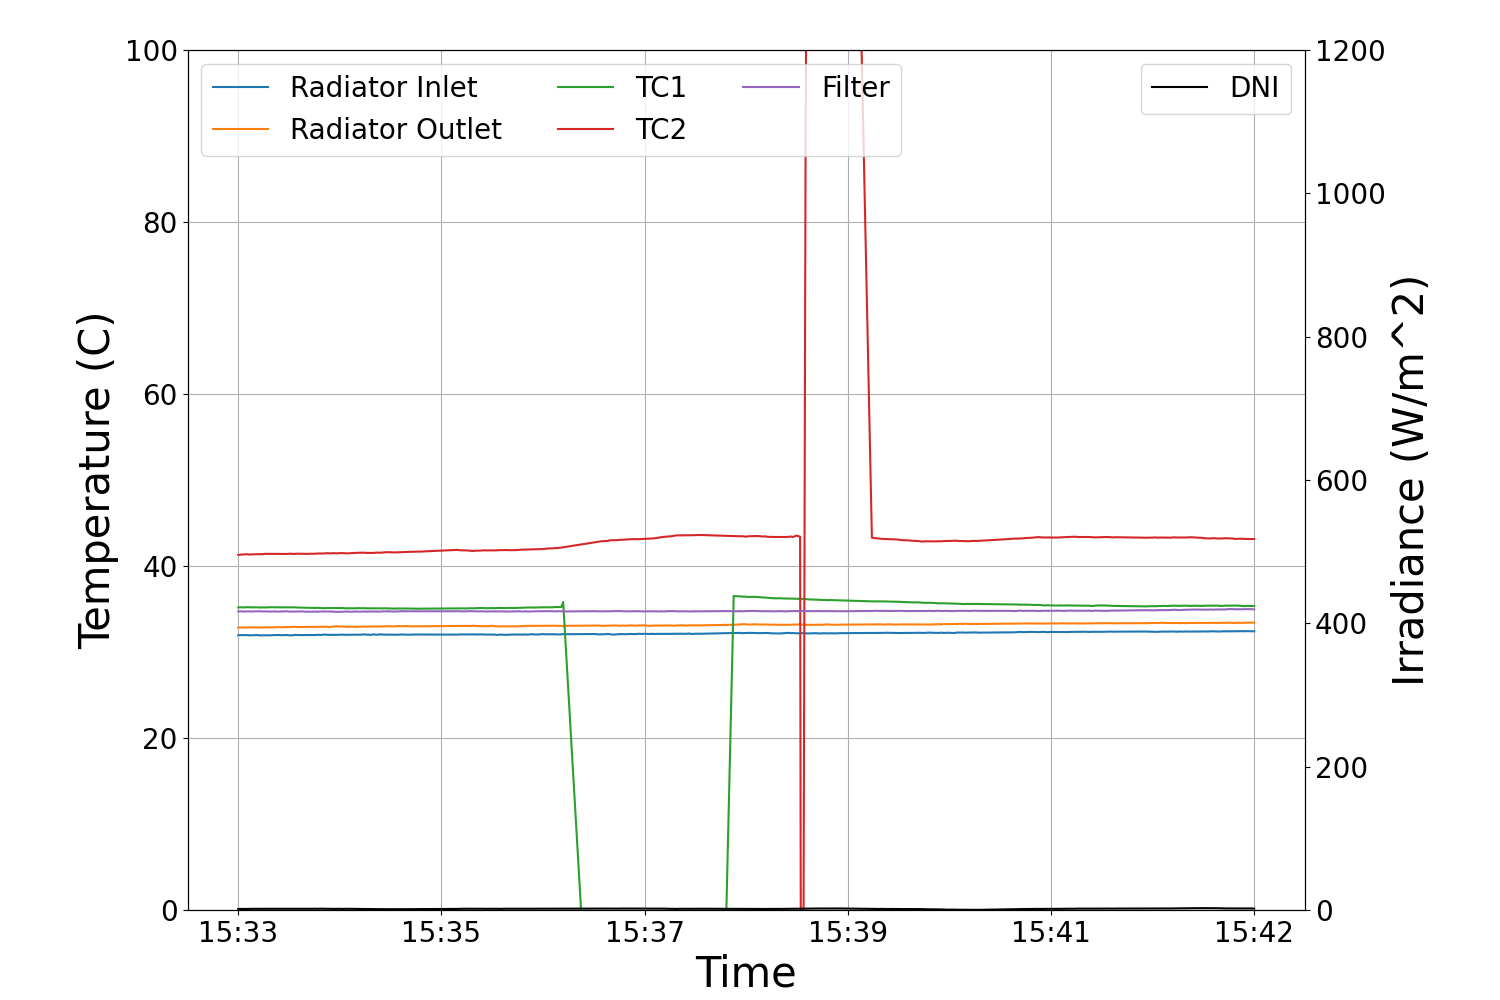 100
80
60
40
20
0
Temperature (C)
Radiator Inlet
Radiator Outlet
TC1
TC2
Filter
DNI
1200
1000
800
600
400
200
0
Irradiance (W/m^2)
15:33 15:35 15:37 15:39 15:41 15:42
Time